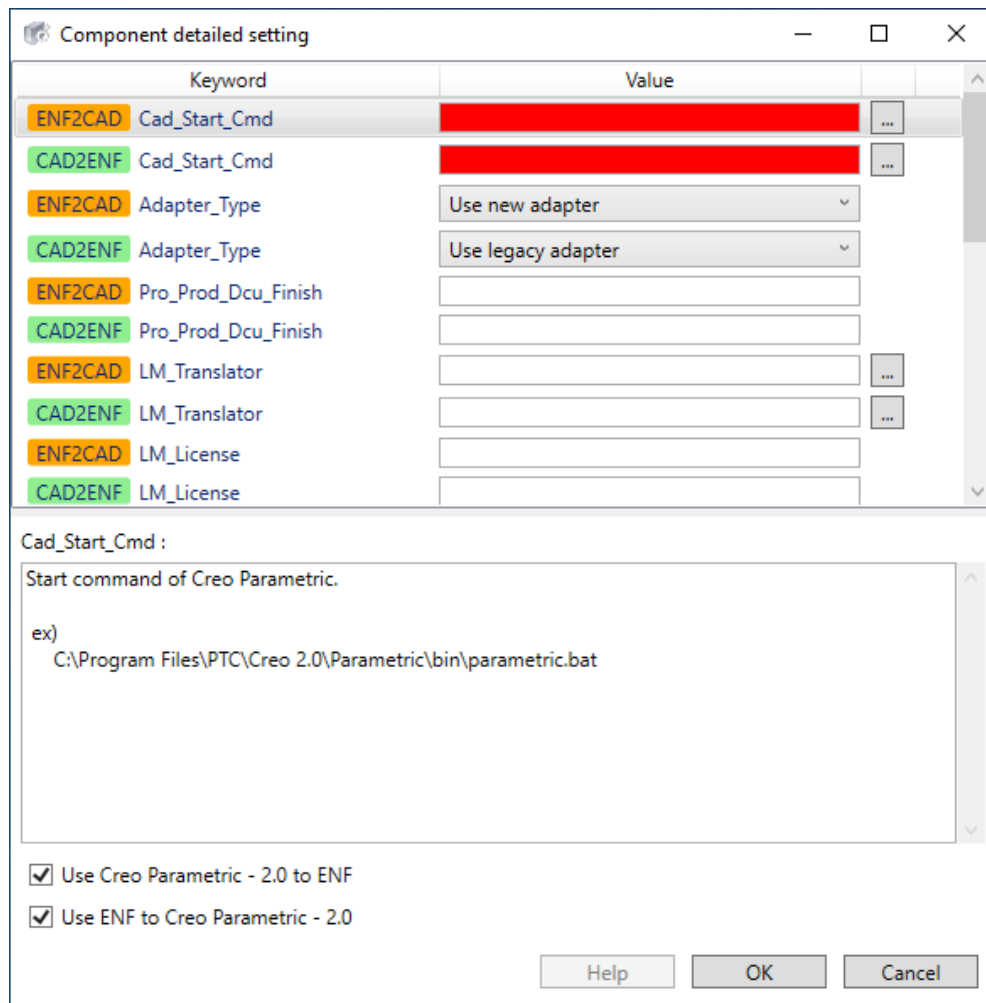 Component detailed setting
Keyword Value
ENF2CAD Cad_Start_Cmd ...
CAD2ENF Cad_Start_Cmd ...
ENF2CAD Adapter_Type Use new adapter
CAD2ENF Adapter_Type Use legacy adapter
ENF2CAD Pro_Prod_Dcu_Finish
CAD2ENF Pro_Prod_Dcu_Finish
ENF2CAD LM_Translator ...
CAD2ENF LM_Translator ...
ENF2CAD LM_License
CAD2ENF LM_License
Cad_Start_Cmd :
Start command of Creo Parametric.
ex)
C:\Program Files\PTC\Creo 2.0\Parametric\bin\parametric.bat
Use Creo Parametric - 2.0 to ENF
Use ENF to Creo Parametric - 2.0
Help OK Cancel